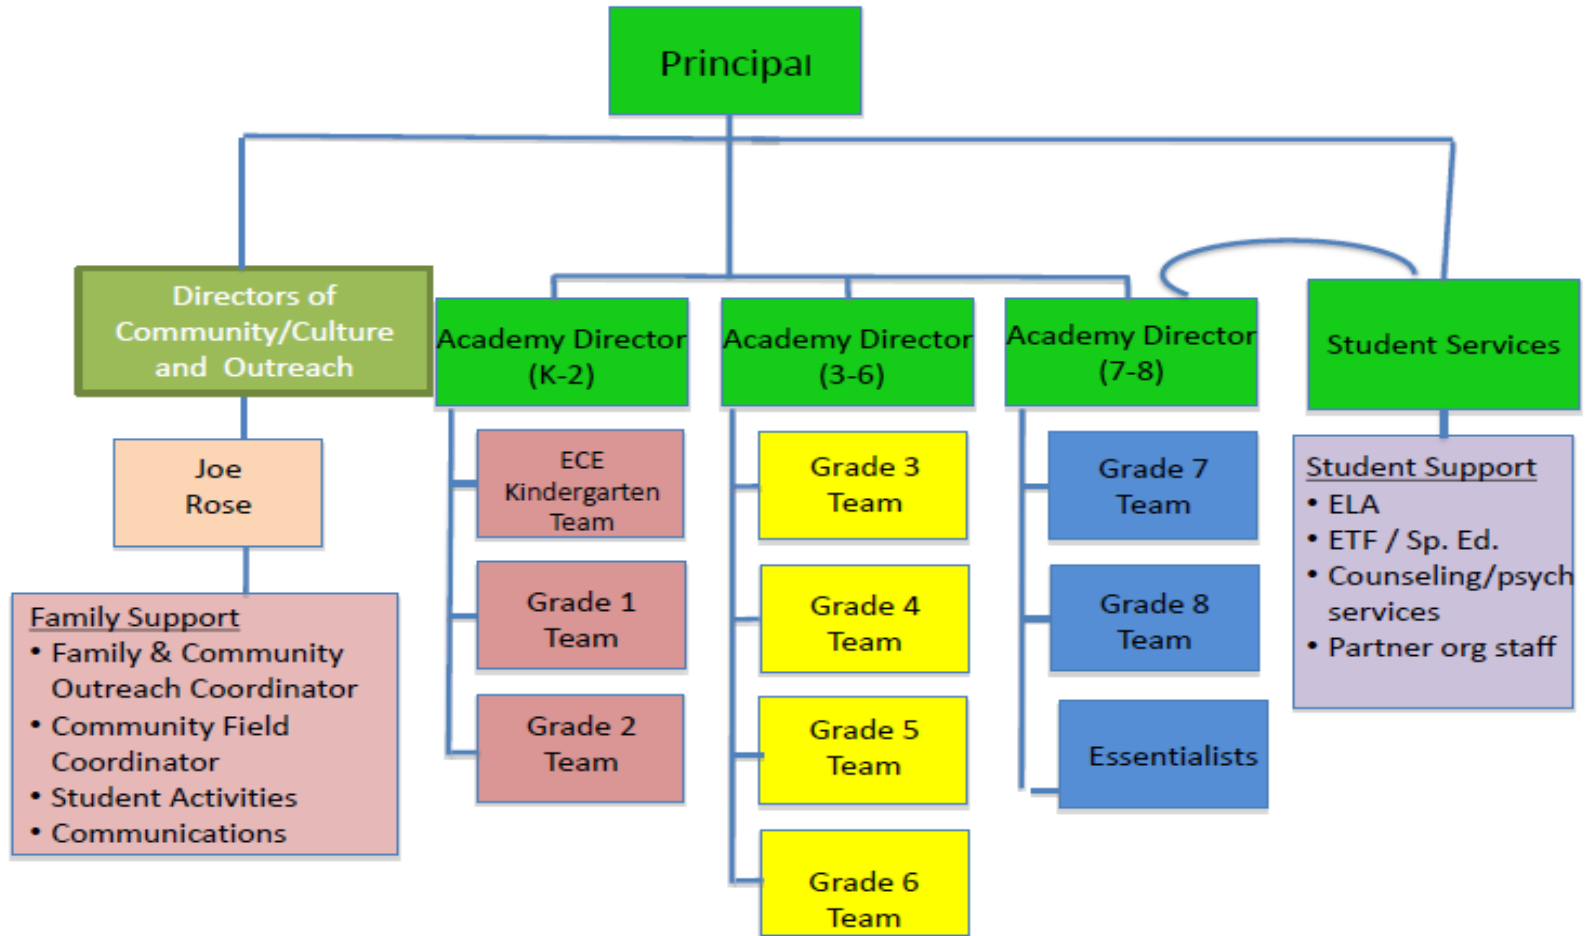 Principal
Directors of
Community/Culture
and Outreach
Academy Director
(K-2)
Academy Director
(3-6)
Academy Director
(7-8)
Student Services
Joe
Rose
Family Support
• Family & Community
Outreach Coordinator
• Community Field
Coordinator
• Student Activities
• Communications
ECE
Kindergarten
Team
Grade 1
Team
Grade 2
Team
Grade 3
Team
Grade 4
Team
Grade 5
Team
Grade 6
Team
Grade 7
Team
Grade 8
Team
Essentialists
Student Support
• ELA
• ETF / Sp. Ed.
• Counseling/psych
services
• Partner org staff